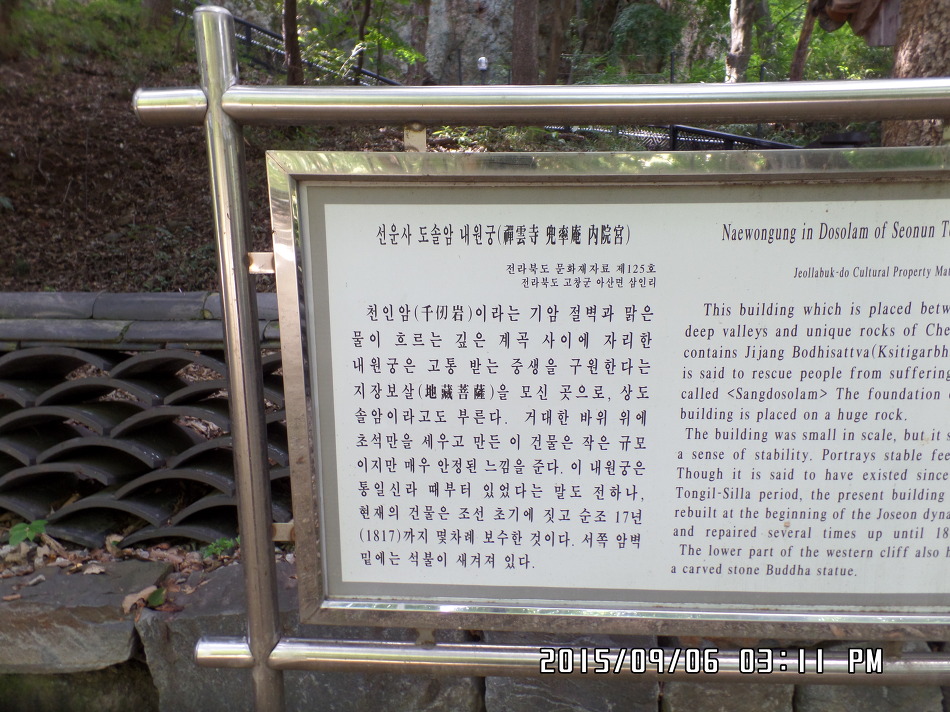 선운사 도솔암 내원궁(禪雲寺 兜率庵 內院宮)
전라북도 문화재자료 제125호
전라북도 고창군 아산면 삼인리
천인암(千仞岩)이라는 기암 절벽과 맑은
물이 흐르는 깊은 계곡 사이에 자리한
내원궁은 고통 받는 중생을 구원한다는
지장보살(地藏菩薩)을 모신 곳으로, 상도
솔암이라고도 부른다. 거대한 바위 위에
초석만을 세우고 만든 이 건물은 작은 규모
이지만 매우 안정된 느낌을 준다. 이 내원궁은
통일신라 때부터 있었다는 말도 전하나,
현재의 건물은 조선 초기에 짓고 순조 17년
(1817)까지 몇차례 보수한 것이다. 서쪽 암벽
밑에는 석불이 새겨져 있다.
Naewongung in Dosolam of Seonun
Jeollabuk-do Cultural Property
This building which is placed
deep valleys and unique rocks of
contains Jijang Bodhisattva
is said to rescue people from suffering
called <Sangdosolam> The foundation
building is placed on a huge rock.
The building was small in scale, but it
a sense of stability. Portrays stable
Though it is said to have existed since
Tongil-Silla period, the present building
rebuilt at the beginning of the Joseon
and repaired several times up until
The lower part of the western cliff also
a carved stone Buddha statue.
2015/09/06 03:11 PM